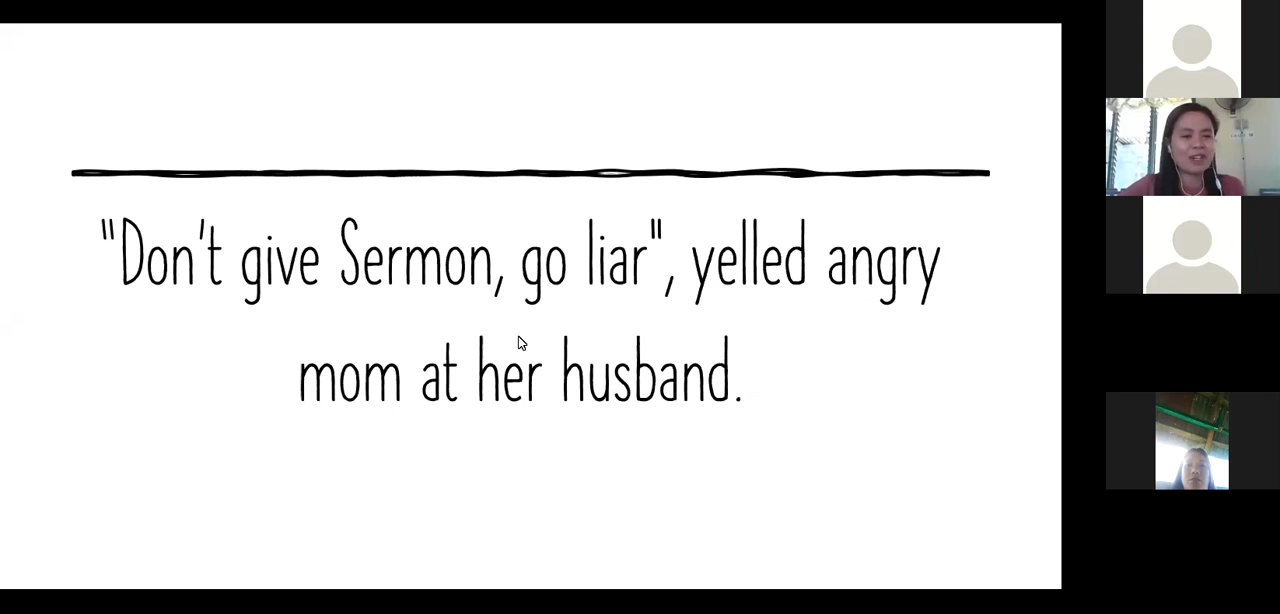 "Don't give Sermon, go liar", yelled angry
mom at her husband.